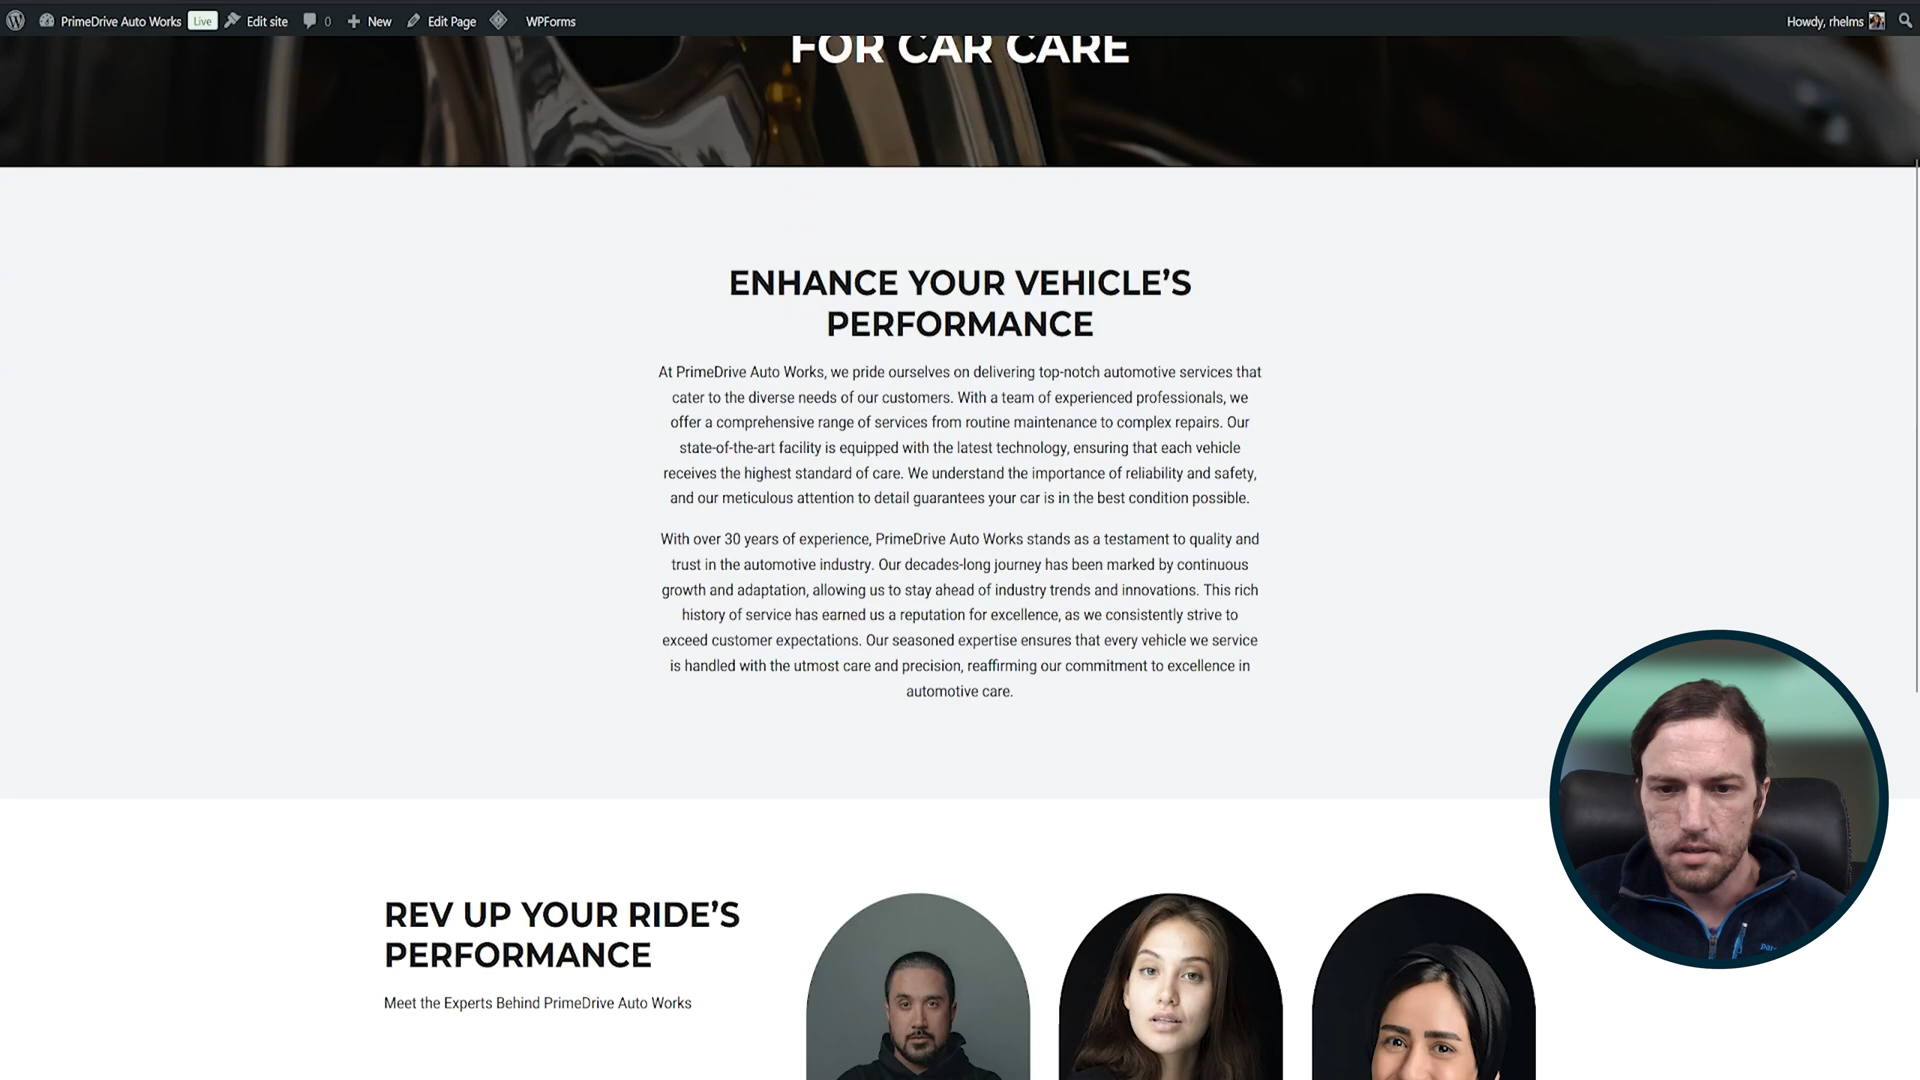 PrimeDrive Auto Works Live Edit site 0 New Edit Page WPForms Howdy, rhelms
FOR CAR CARE
ENHANCE YOUR VEHICLE’S
PERFORMANCE
At PrimeDrive Auto Works, we pride ourselves on delivering top-notch automotive services that
cater to the diverse needs of our customers. With a team of experienced professionals, we
offer a comprehensive range of services from routine maintenance to complex repairs. Our
state-of-the-art facility is equipped with the latest technology, ensuring that each vehicle
receives the highest standard of care. We understand the importance of reliability and safety,
and our meticulous attention to detail guarantees your car is in the best condition possible.
With over 30 years of experience, PrimeDrive Auto Works stands as a testament to quality and
trust in the automotive industry. Our decades-long journey has been marked by continuous
growth and adaptation, allowing us to stay ahead of industry trends and innovations. This rich
history of service has earned us a reputation for excellence, as we consistently strive to
exceed customer expectations. Our seasoned expertise ensures that every vehicle we service
is handled with the utmost care and precision, reaffirming our commitment to excellence in
automotive care.
REV UP YOUR RIDE’S
PERFORMANCE
Meet the Experts Behind PrimeDrive Auto Works